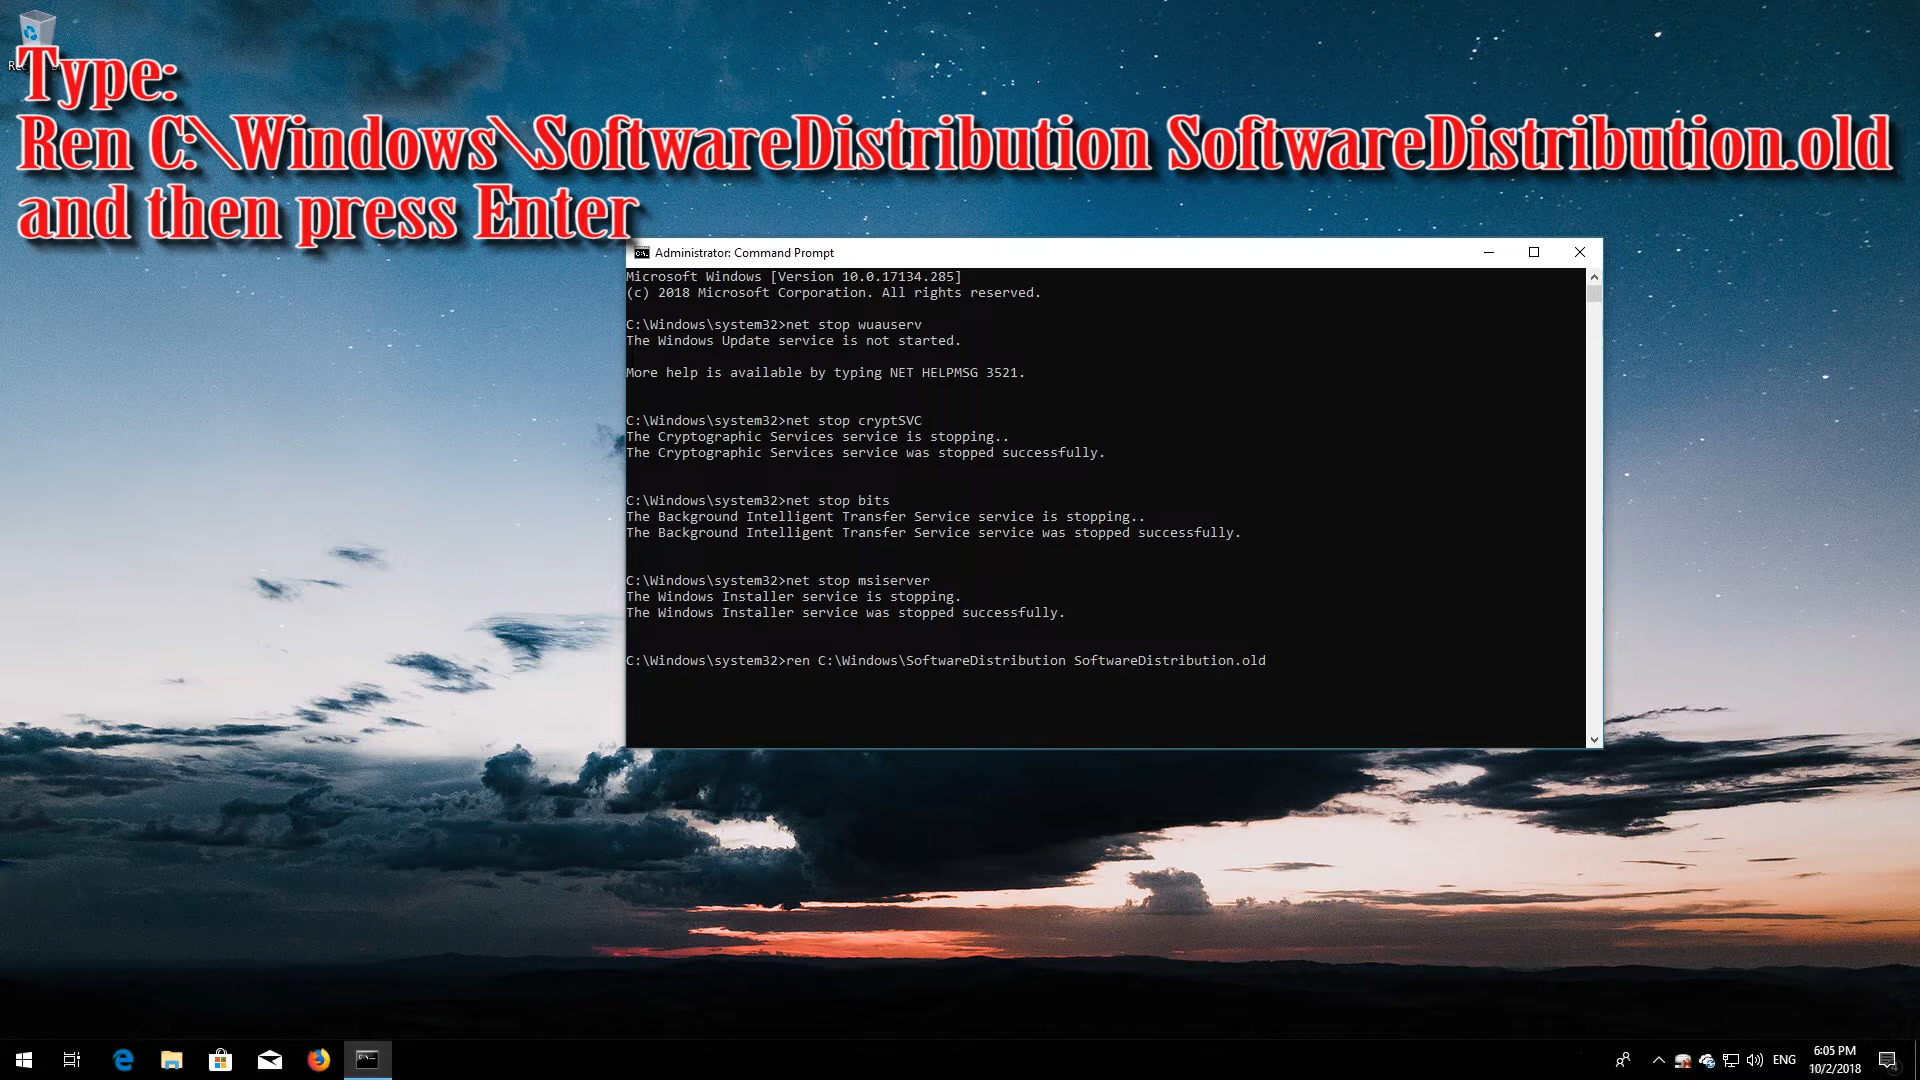 Type:
Ren C:\Windows\SoftwareDistribution SoftwareDistribution.old
and then press Enter
Administrator: Command Prompt
Microsoft Windows [Version 10.0.17134.285]
(c) 2018 Microsoft Corporation. All rights reserved.
C:\Windows\system32>net stop wuauserv
The Windows Update service is not started.
More help is available by typing NET HELPMSG 3521.
C:\Windows\system32>net stop cryptSVC
The Cryptographic Services service is stopping..
The Cryptographic Services service was stopped successfully.
C:\Windows\system32>net stop bits
The Background Intelligent Transfer Service service is stopping..
The Background Intelligent Transfer Service service was stopped successfully.
C:\Windows\system32>net stop msiserver
The Windows Installer service is stopping.
The Windows Installer service was stopped successfully.
C:\Windows\system32>ren C:\Windows\SoftwareDistribution SoftwareDistribution.old
ENG
6:05 PM
10/2/2018